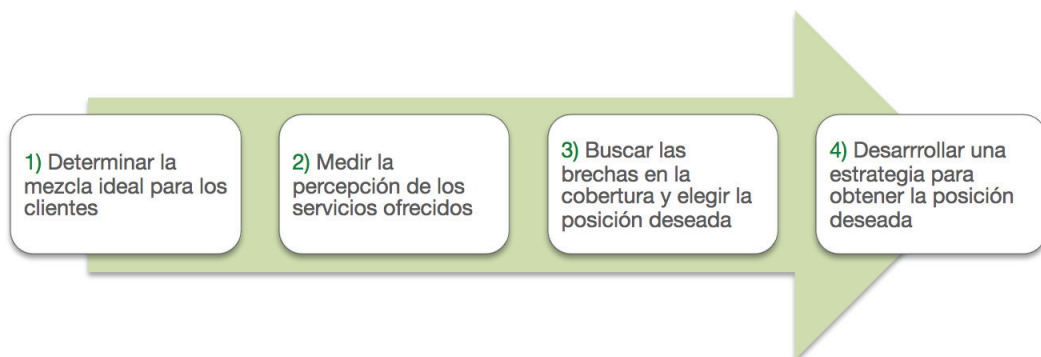 1) Determinar la
mezcla ideal para los
clientes
2) Medir la
percepción de los
servicios ofrecidos
3) Buscar las
brechas en la
cobertura y elegir la
posición deseada
4) Desarrrollar una
estrategia para
obtener la posición
deseada